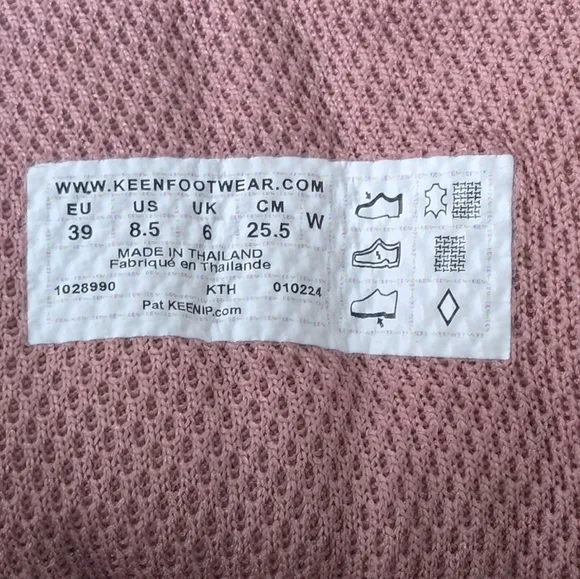 WWW.KEENFOOTWEAR.COM
EU US UK CM W
39 8.5 6 25.5
MADE IN THAILAND
Fabriqué en Thaïlande
1028990 KTH 010224
Pat KEENIP.com